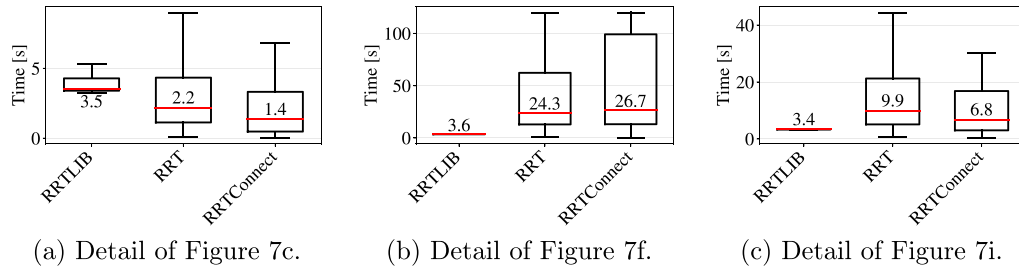 Time [s]
5
0
3.5
2.2
1.4
RRTLIB
RRT
RRTConnect
(a) Detail of Figure 7c.
Time [s]
100
50
0
3.6
24.3
26.7
RRTLIB
RRT
RRTConnect
(b) Detail of Figure 7f.
Time [s]
40
20
0
3.4
9.9
6.8
RRTLIB
RRT
RRTConnect
(c) Detail of Figure 7i.